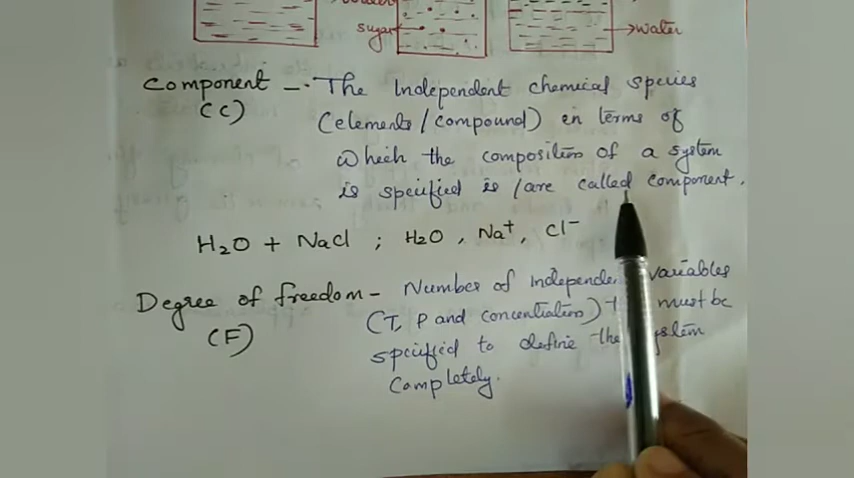 sugar
water
Component - The Independent chemical species
(C) (elements/compound) in terms of
which the composition of a system
is specified is /are called component.
H₂O + NaCl ; H₂O , Na⁺, Cl⁻
Degree of freedom - Number of independe variables
(F) (T, P and concentration) must be
specified to define the system
completely.